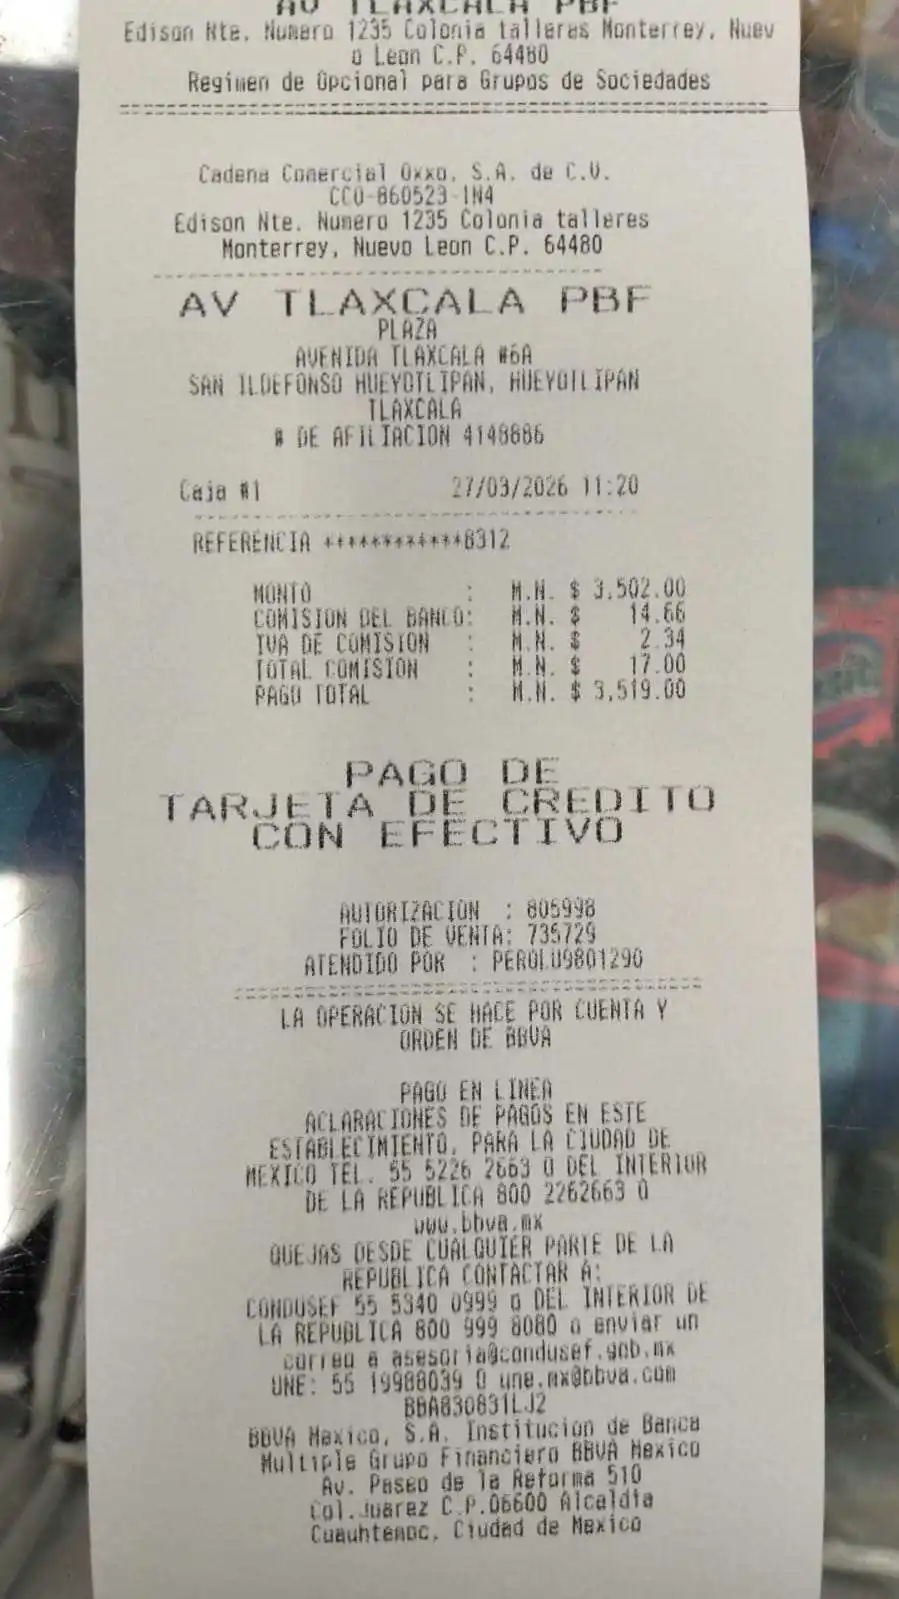 AV TLAXCALA PBF
Edison Nte. Numero 1235 Colonia talleres Monterrey, Nuev
o Leon C.P. 64480
Regimen de Opcional para Grupos de Sociedades
Cadena Comercial Oxxo, S.A. de C.V.
CCO-860523-1N4
Edison Nte. Numero 1235 Colonia talleres
Monterrey, Nuevo Leon C.P. 64480
AV TLAXCALA PBF
PLAZA
AVENIDA TLAXCALA #6A
SAN ILDEFONSO HUEYOTLIPAN, HUEYOTLIPAN
TLAXCALA
# DE AFILIACION 4148886
Caja #1 27/03/2026 11:20
REFERENCIA ************8312
MONTO : M.N. $ 3,502.00
COMISION DEL BANCO: M.N. $ 14.66
IVA DE COMISION : M.N. $ 2.34
TOTAL COMISION : M.N. $ 17.00
PAGO TOTAL : M.N. $ 3,519.00
PAGO DE
TARJETA DE CREDITO
CON EFECTIVO
AUTORIZACION : 805998
FOLIO DE VENTA: 735729
ATENDIDO POR : PEROLU9801290
LA OPERACION SE HACE POR CUENTA Y
ORDEN DE BBVA
PAGO EN LINEA
ACLARACIONES DE PAGOS EN ESTE
ESTABLECIMIENTO, PARA LA CIUDAD DE
MEXICO TEL. 55 5226 2663 O DEL INTERIOR
DE LA REPUBLICA 800 2262663 O
www.bbva.mx
QUEJAS DESDE CUALQUIER PARTE DE LA
REPUBLICA CONTACTAR A:
CONDUSEF 55 5340 0999 o DEL INTERIOR DE
LA REPUBLICA 800 999 8080 o enviar un
correo a asesoria@condusef.gob.mx
UNE: 55 19988039 O une.mx@bbva.com
BBA830831LJ2
BBVA Mexico, S.A. Institucion de Banca
Multiple Grupo Financiero BBVA Mexico
Av. Paseo de la Reforma 510
Col.Juarez C.P.06600 Alcaldia
Cuauhtemoc, Ciudad de Mexico